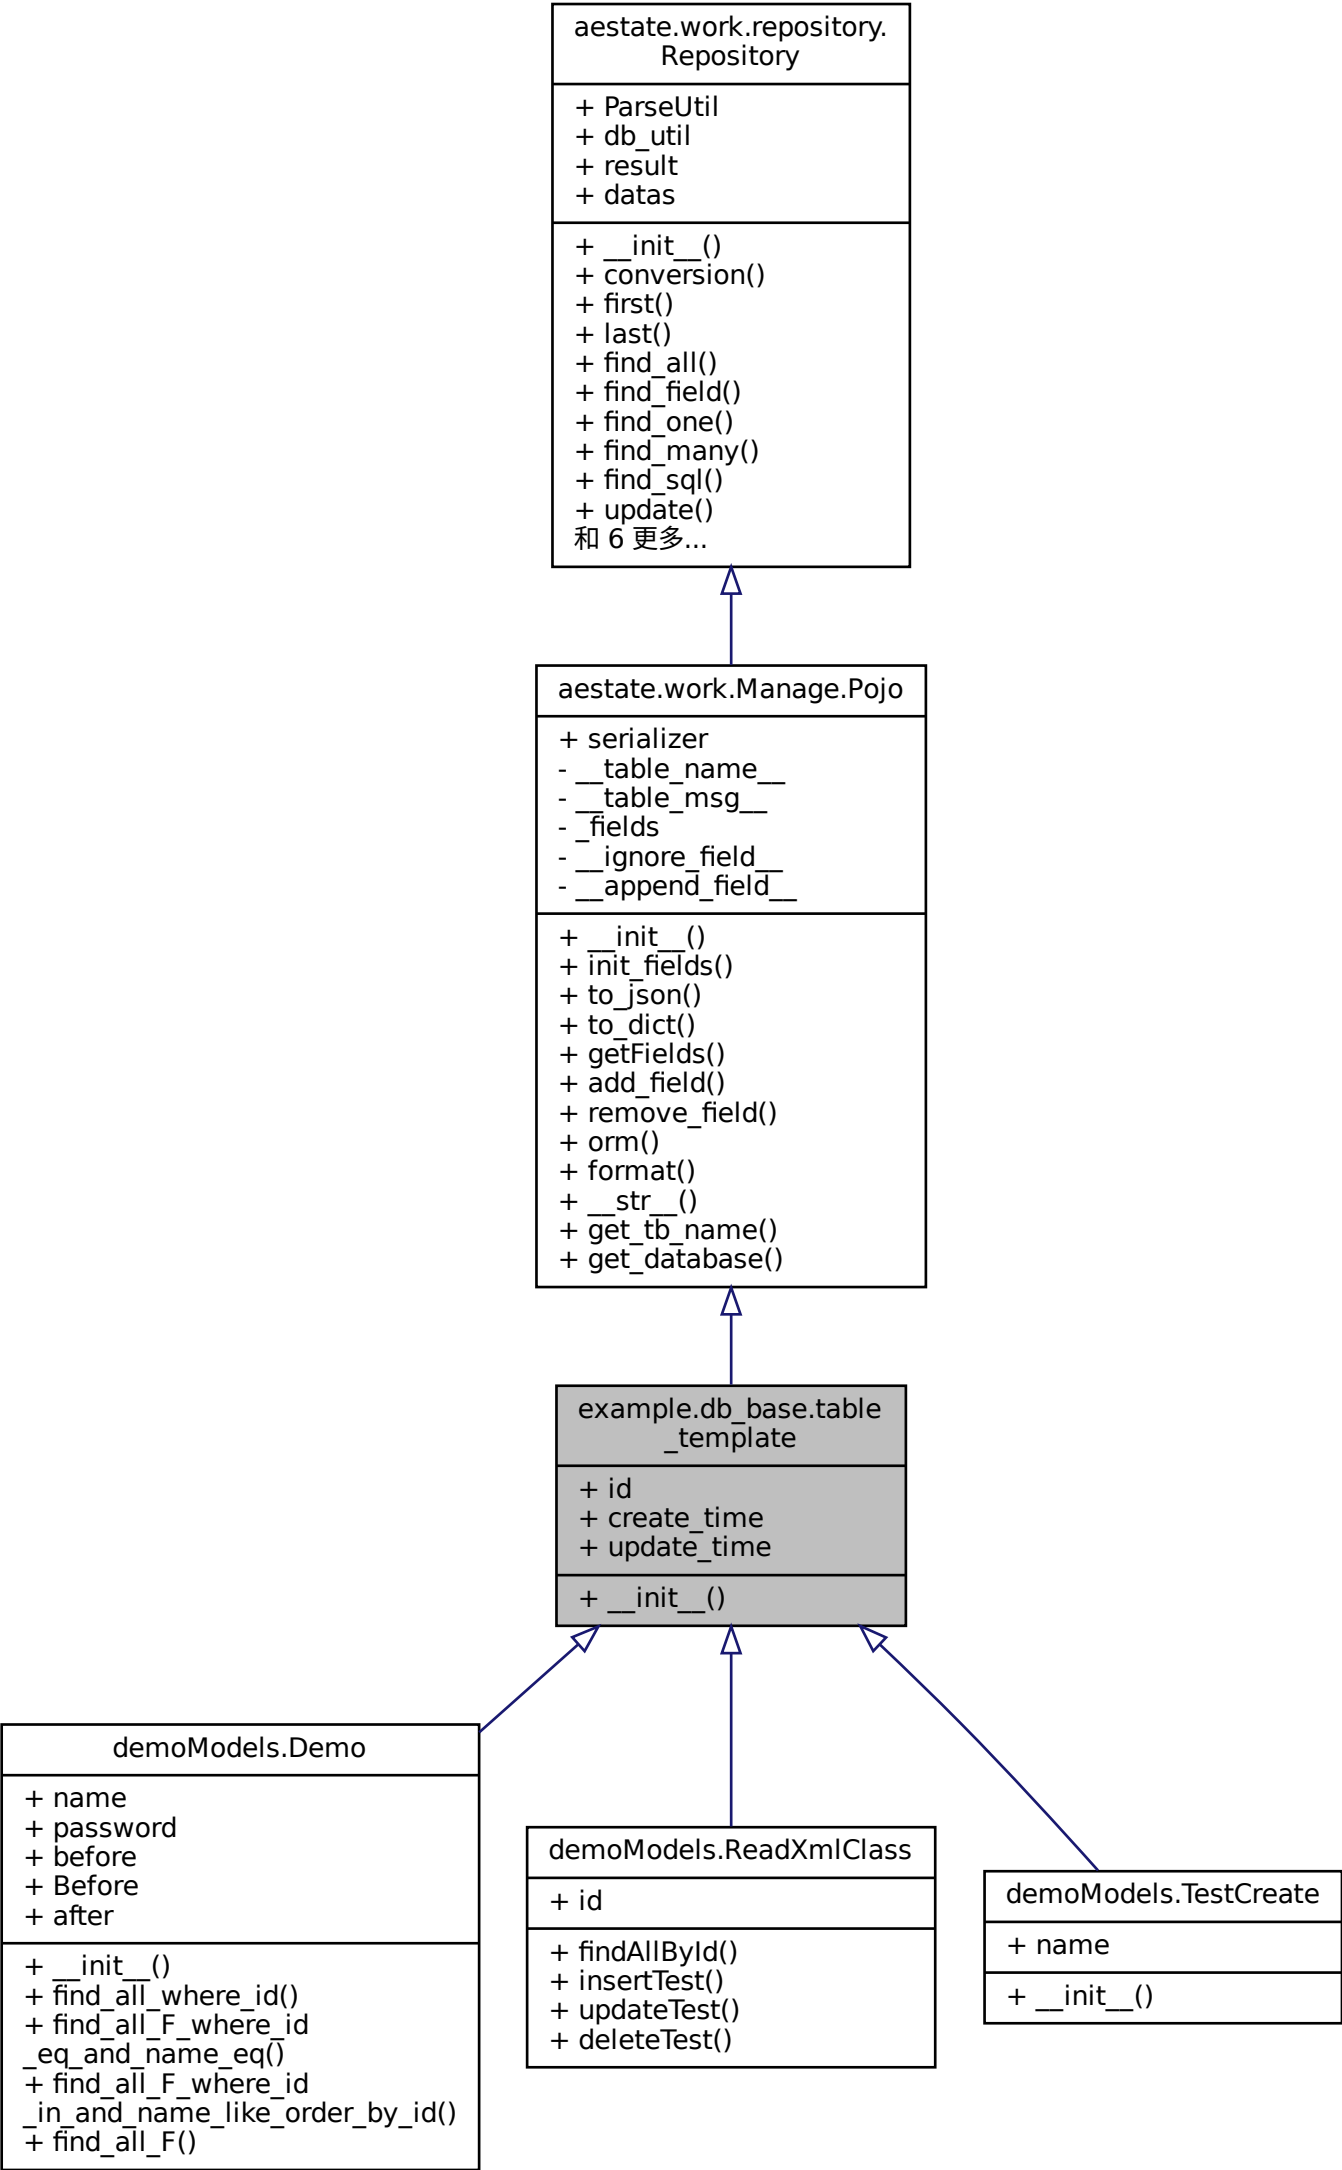 aestate.work.repository.
Repository
+ ParseUtil
+ db_util
+ result
+ datas
+ __init__()
+ conversion()
+ first()
+ last()
+ find_all()
+ find_field()
+ find_one()
+ find_many()
+ find_sql()
+ update()
和 6 更多...
aestate.work.Manage.Pojo
+ serializer
- __table_name__
- __table_msg__
- _fields
- __ignore_field__
- __append_field__
+ __init__()
+ init_fields()
+ to_json()
+ to_dict()
+ getFields()
+ add_field()
+ remove_field()
+ orm()
+ format()
+ __str__()
+ get_tb_name()
+ get_database()
example.db_base.table
_template
+ id
+ create_time
+ update_time
+ __init__()
demoModels.Demo
+ name
+ password
+ before
+ Before
+ after
+ __init__()
+ find_all_where_id()
+ find_all_F_where_id
_eq_and_name_eq()
+ find_all_F_where_id
_in_and_name_like_order_by_id()
+ find_all_F()
demoModels.ReadXmlClass
+ id
+ findAllById()
+ insertTest()
+ updateTest()
+ deleteTest()
demoModels.TestCreate
+ name
+ __init__()